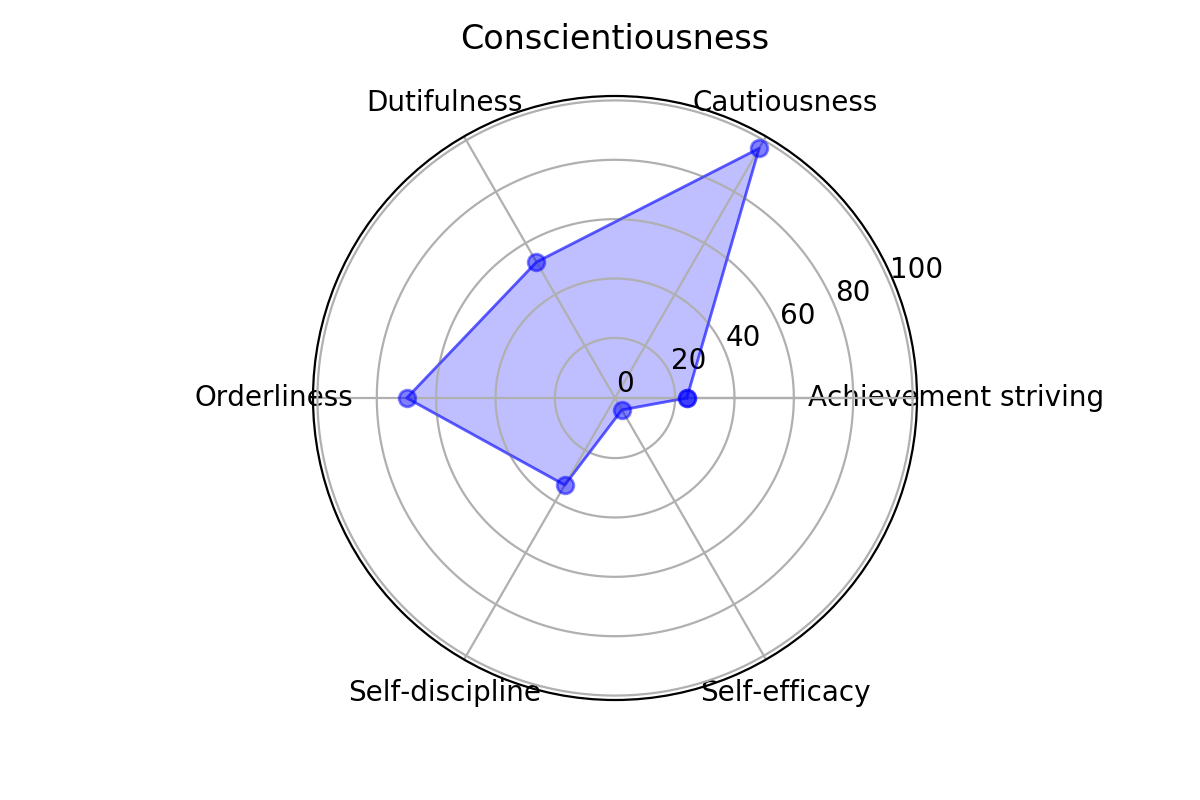 Conscientiousness
Dutifulness
Cautiousness
100
80
60
40
20
0
Orderliness
Achievement striving
Self-discipline
Self-efficacy